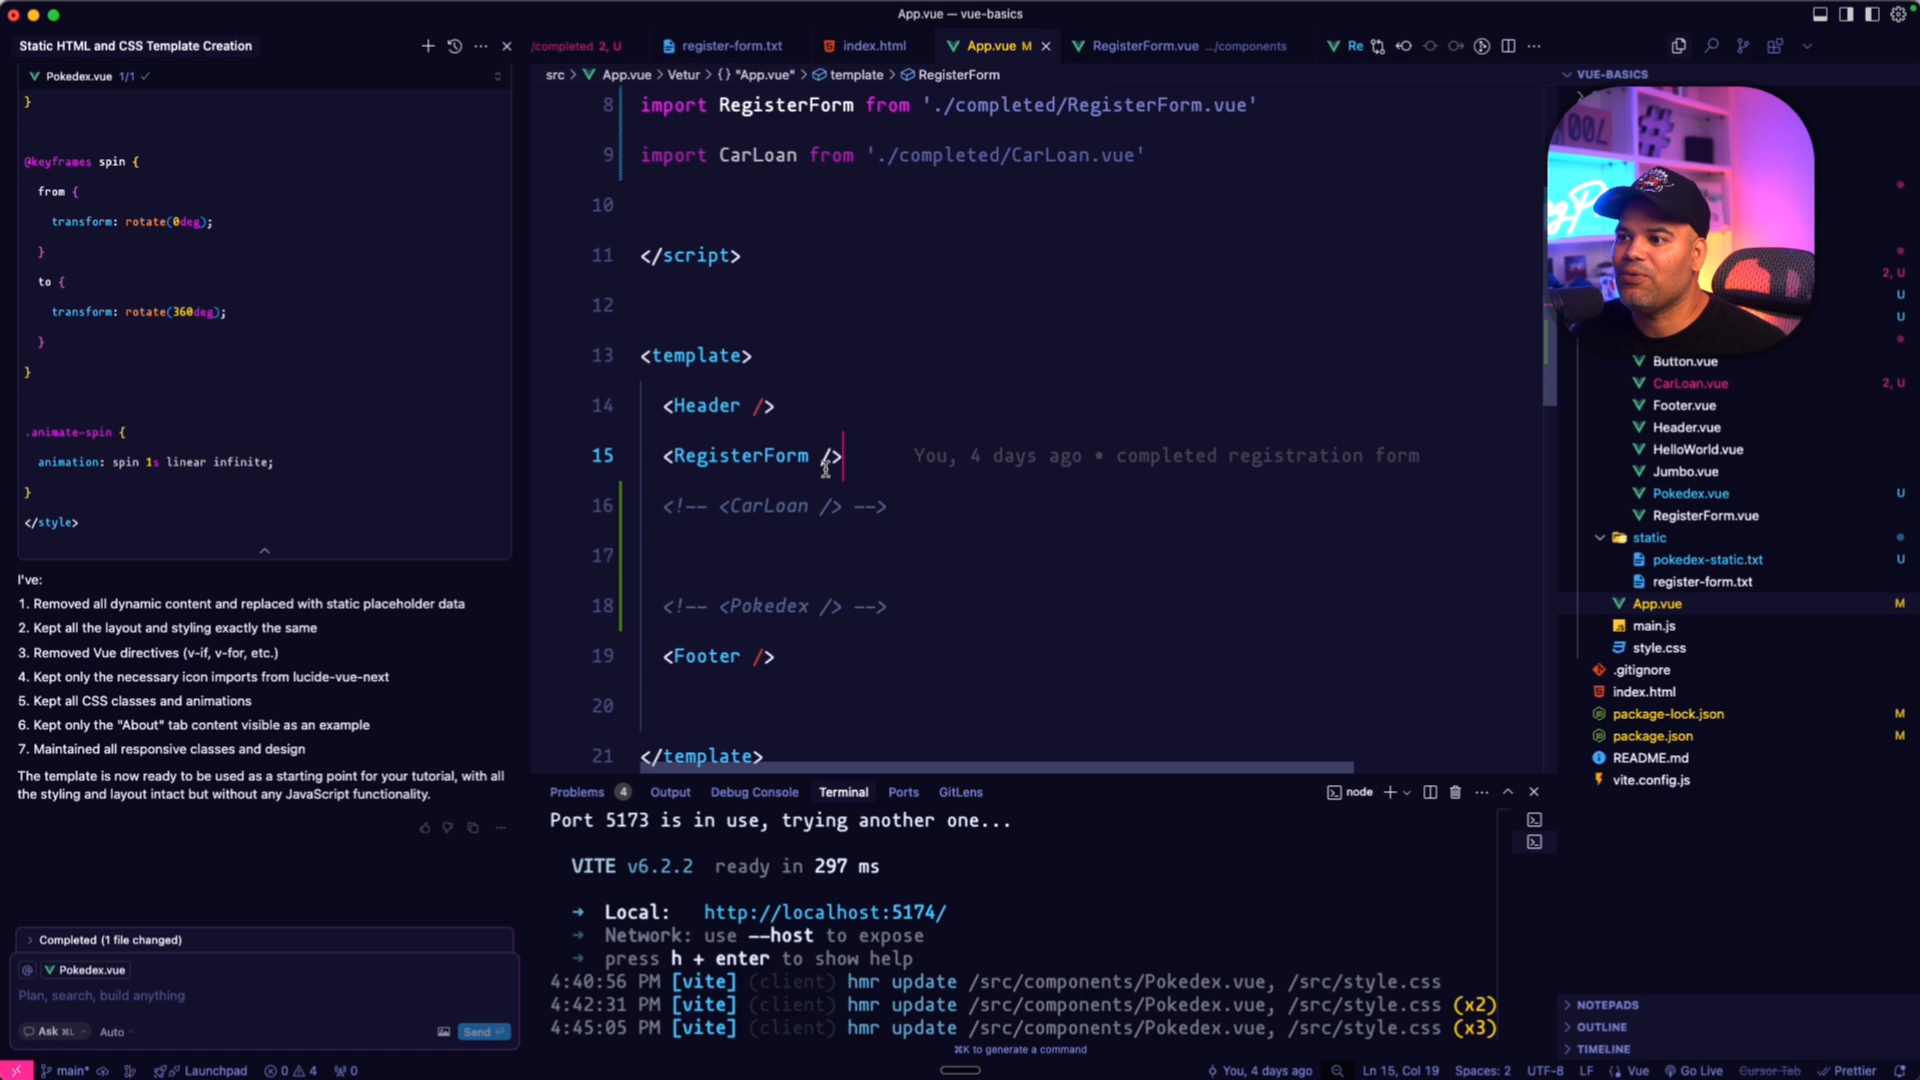 App.vue — vue-basics
Static HTML and CSS Template Creation
/completed 2, U
register-form.txt
index.html
App.vue M
RegisterForm.vue .../components
Re
Pokedex.vue 1/1
src > App.vue > Vetur > {} "App.vue" > template > RegisterForm
VUE-BASICS
}
@keyframes spin {
from {
transform: rotate(0deg);
}
to {
transform: rotate(360deg);
}
}
.animate-spin {
animation: spin 1s linear infinite;
}
</style>
I've:
1. Removed all dynamic content and replaced with static placeholder data
2. Kept all the layout and styling exactly the same
3. Removed Vue directives (v-if, v-for, etc.)
4. Kept only the necessary icon imports from lucide-vue-next
5. Kept all CSS classes and animations
6. Kept only the "About" tab content visible as an example
7. Maintained all responsive classes and design
The template is now ready to be used as a starting point for your tutorial, with all
the styling and layout intact but without any JavaScript functionality.
Completed (1 file changed)
@ Pokedex.vue
Plan, search, build anything
Ask ⌘L Auto Send
8 import RegisterForm from './completed/RegisterForm.vue'
9 import CarLoan from './completed/CarLoan.vue'
10
11 </script>
12
13 <template>
14 <Header />
15 <RegisterForm /> You, 4 days ago • completed registration form
16 <!-- <CarLoan /> -->
17
18 <!-- <Pokedex /> -->
19 <Footer />
20
21 </template>
Problems 4 Output Debug Console Terminal Ports GitLens
node
Port 5173 is in use, trying another one...
VITE v6.2.2 ready in 297 ms
➜ Local: http://localhost:5174/
➜ Network: use --host to expose
➜ press h + enter to show help
4:40:56 PM [vite] (client) hmr update /src/components/Pokedex.vue, /src/style.css
4:42:31 PM [vite] (client) hmr update /src/components/Pokedex.vue, /src/style.css (x2)
4:45:05 PM [vite] (client) hmr update /src/components/Pokedex.vue, /src/style.css (x3)
⌘K to generate a command
2, U
U
U
Button.vue
CarLoan.vue 2, U
Footer.vue
Header.vue
HelloWorld.vue
Jumbo.vue
Pokedex.vue U
RegisterForm.vue
static
pokedex-static.txt U
register-form.txt
App.vue M
main.js
style.css
.gitignore
index.html
package-lock.json M
package.json M
README.md
vite.config.js
NOTEPADS
OUTLINE
TIMELINE
main* Launchpad 0 4 0 You, 4 days ago Ln 15, Col 19 Spaces: 2 UTF-8 LF Vue Go Live Cursor Tab Prettier